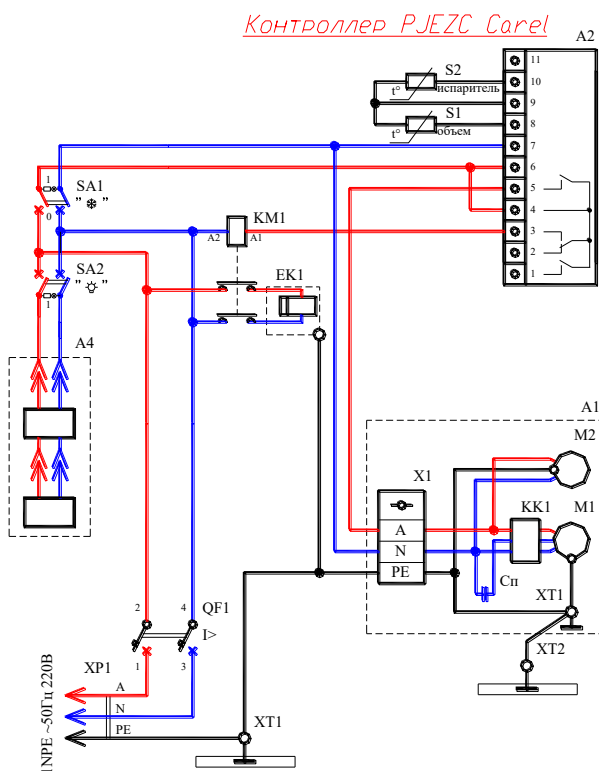 Контроллер PJEZC Carel
A2
11
S2
испаритель
t°
10
9
S1
объем
t°
8
7
6
5
4
3
2
1
1
SA1
" ❄ "
0
KM1
A2
A1
SA2
" "
1
EK1
A4
A1
M2
X1
KK1
M1
A
N
PE
Сп
XT1
XT2
2
4
QF1
I>
1
3
XP1
A
N
PE
1NPE ~50Гц 220В
XT1